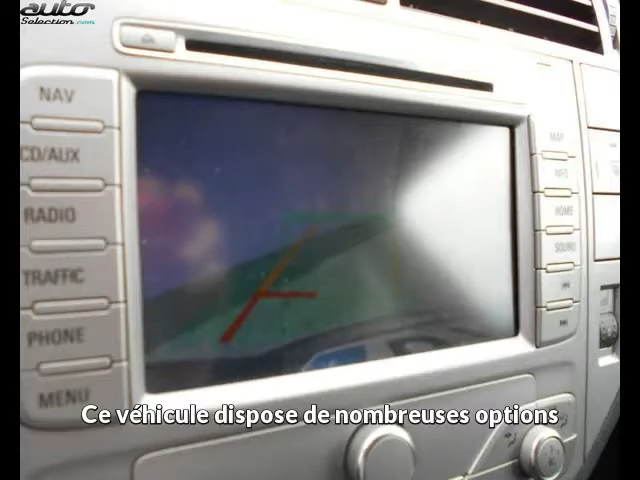 auto
Selection.com
NAV
CD/AUX
RADIO
TRAFFIC
PHONE
MENU
MAP
INFO
HOME
SOUND
Ce véhicule dispose de nombreuses options